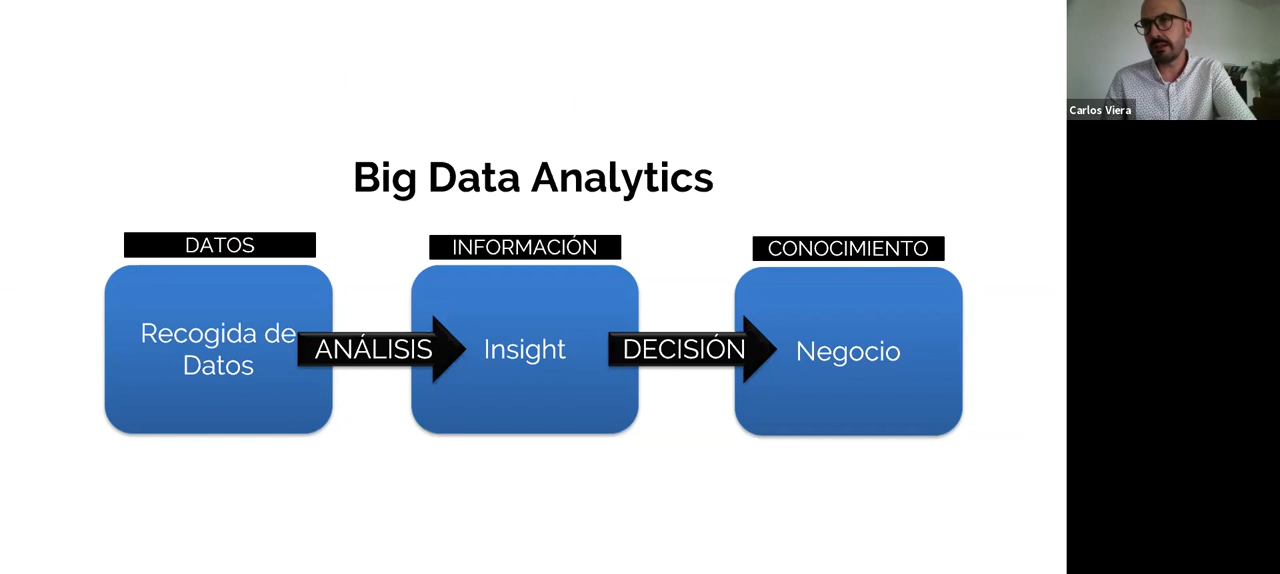 Carlos Viera
Big Data Analytics
DATOS
INFORMACIÓN
CONOCIMIENTO
Recogida de
Datos
ANÁLISIS
Insight
DECISIÓN
Negocio